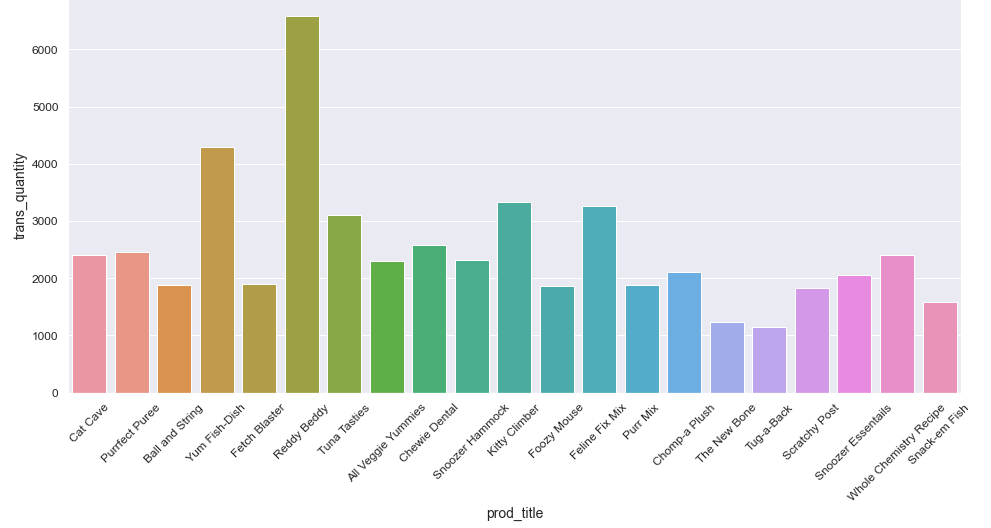 6000
5000
4000
3000
2000
1000
0
trans_quantity
Cat Cave
Purrfect Puree
Ball and String
Yum Fish-Dish
Fetch Blaster
Reddy Beddy
Tuna Tasties
All Veggie Yummies
Chewie Dental
Snoozer Hammock
Kitty Climber
Foozy Mouse
Feline Fix Mix
Purr Mix
Chomp-a Plush
The New Bone
Tug-a-Back
Scratchy Post
Snoozer Essentails
Whole Chemistry Recipe
Snack-em Fish
prod_title